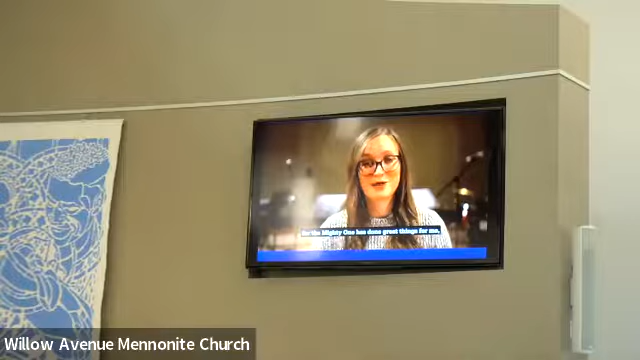 for the Mighty One has done great things for me,
Willow Avenue Mennonite Church